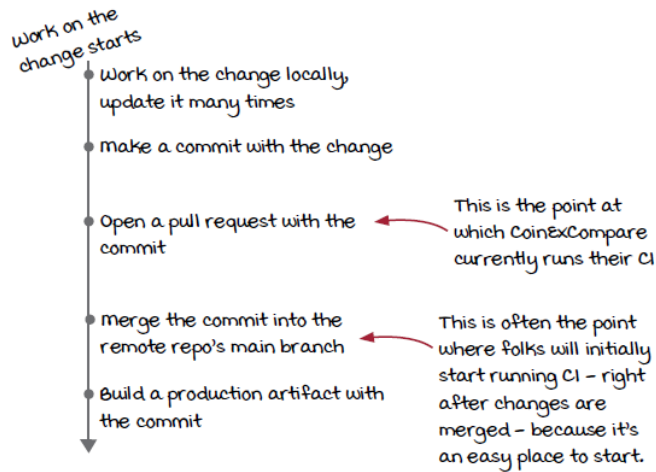 Work on the
change starts
Work on the change locally,
update it many times
Make a commit with the change
Open a pull request with the
commit
This is the point at
which CoinExCompare
currently runs their CI
Merge the commit into the
remote repo's main branch
This is often the point
where folks will initially
start running CI – right
after changes are
merged – because it's
an easy place to start.
Build a production artifact with
the commit